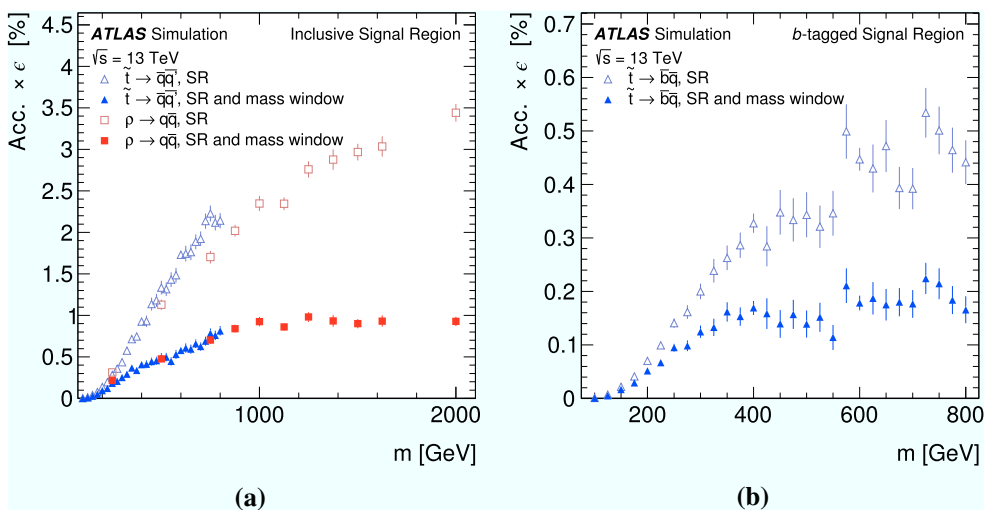 Acc. × ε [%]
4.5
4
3.5
3
2.5
2
1.5
1
0.5
0
1000
2000
m [GeV]
ATLAS Simulation
Inclusive Signal Region
√s = 13 TeV
t̃ → q̅q̅', SR
t̃ → q̅q̅', SR and mass window
ρ → qq̅, SR
ρ → qq̅, SR and mass window
(a)
Acc. × ε [%]
0.7
0.6
0.5
0.4
0.3
0.2
0.1
0
200
400
600
800
m [GeV]
ATLAS Simulation
b-tagged Signal Region
√s = 13 TeV
t̃ → b̅q̅, SR
t̃ → b̅q̅, SR and mass window
(b)